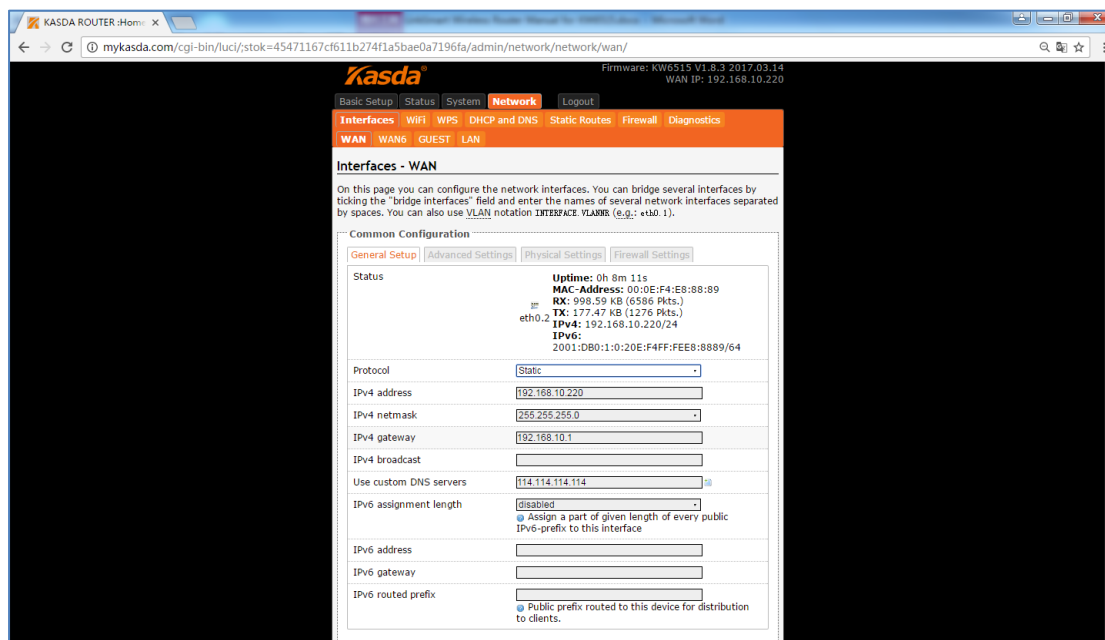 KASDA ROUTER :Home
mykasda.com/cgi-bin/luci/;stok=45471167cf611b274f1a5bae0a7196fa/admin/network/network/wan/
Kasda
Firmware: KW6515 V1.8.3 2017.03.14
WAN IP: 192.168.10.220
Basic Setup Status System Network Logout
Interfaces WiFi WPS DHCP and DNS Static Routes Firewall Diagnostics
WAN WAN6 GUEST LAN
Interfaces - WAN
On this page you can configure the network interfaces. You can bridge several interfaces by
ticking the "bridge interfaces" field and enter the names of several network interfaces separated
by spaces. You can also use VLAN notation INTERFACE.VLANNR (e.g.: eth0.1).
Common Configuration
General Setup Advanced Settings Physical Settings Firewall Settings
Status
Uptime: 0h 8m 11s
MAC-Address: 00:0E:F4:E8:88:89
RX: 998.59 KB (6586 Pkts.)
TX: 177.47 KB (1276 Pkts.)
eth0.2
IPv4: 192.168.10.220/24
IPv6:
2001:DB0:1:0:20E:F4FF:FEE8:8889/64
Protocol Static
IPv4 address 192.168.10.220
IPv4 netmask 255.255.255.0
IPv4 gateway 192.168.10.1
IPv4 broadcast
Use custom DNS servers 114.114.114.114
IPv6 assignment length disabled
Assign a part of given length of every public
IPv6-prefix to this interface
IPv6 address
IPv6 gateway
IPv6 routed prefix
Public prefix routed to this device for distribution
to clients.